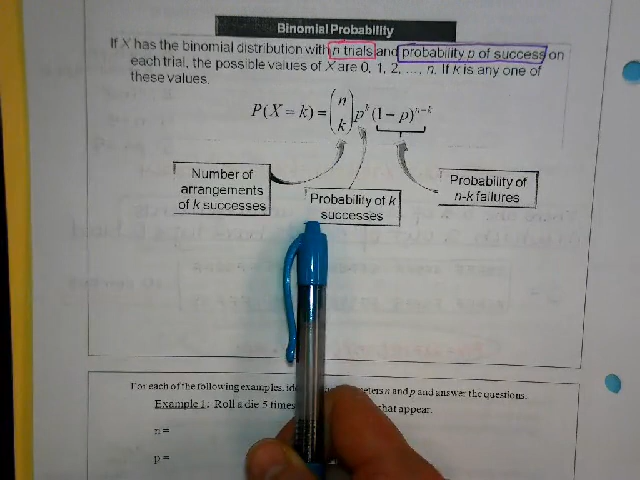 Binomial Probability
If X has the binomial distribution with n trials and probability p of success on
each trial, the possible values of X are 0, 1, 2, ..., n. If k is any one of
these values,
P(X = k) = (n k) p^k (1 − p)^{n−k}
Number of
arrangements
of k successes
Probability of k
successes
Probability of
n-k failures
For each of the following examples, n and p and answer the questions.
Example 1: Roll a die 5 times that appear.
n =
p =